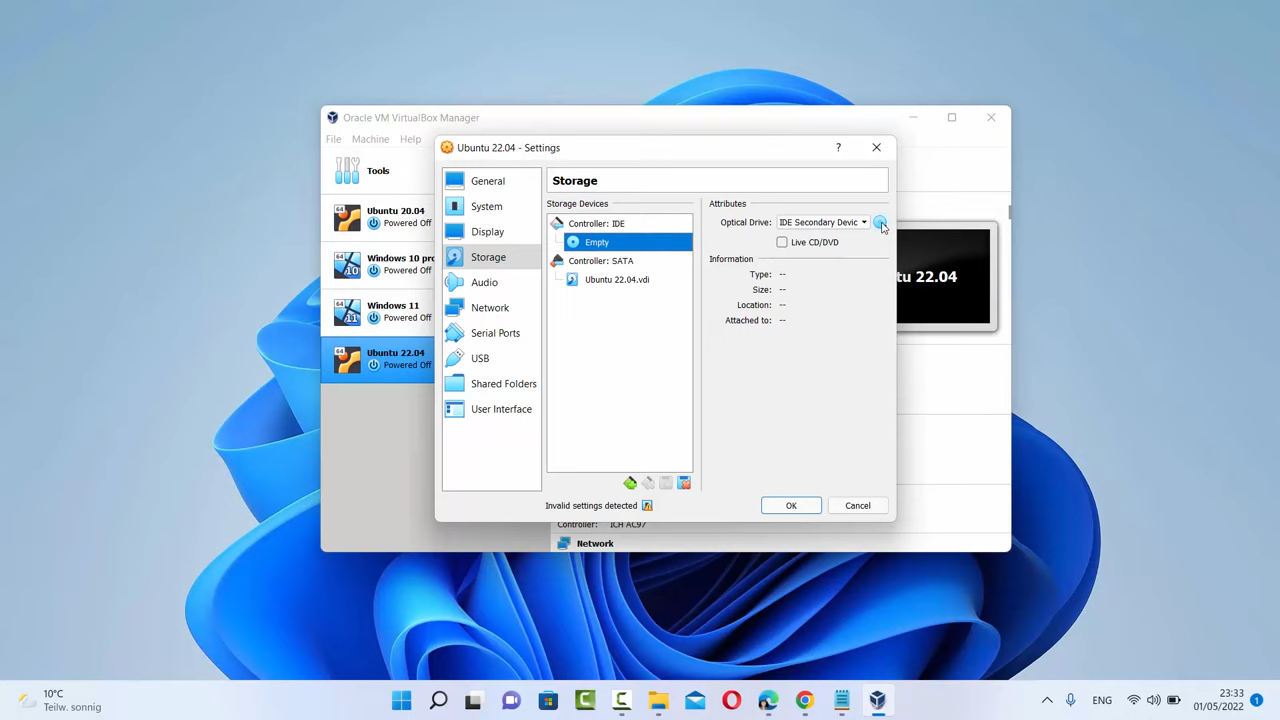 Oracle VM VirtualBox Manager
File Machine Help
Tools
Ubuntu 20.04
Powered Off
Windows 10 pro
Powered Off
Windows 11
Powered Off
Ubuntu 22.04
Powered Off
Ubuntu 22.04 - Settings
?
General
System
Display
Storage
Audio
Network
Serial Ports
USB
Shared Folders
User Interface
Storage
Storage Devices
Controller: IDE
Empty
Controller: SATA
Ubuntu 22.04.vdi
Attributes
Optical Drive: IDE Secondary Devic
Live CD/DVD
Information
Type: --
Size: --
Location: --
Attached to: --
Invalid settings detected
OK Cancel
tu 22.04
Controller: ICH AC97
Network
10°C
Teilw. sonnig
ENG
23:33
01/05/2022
1